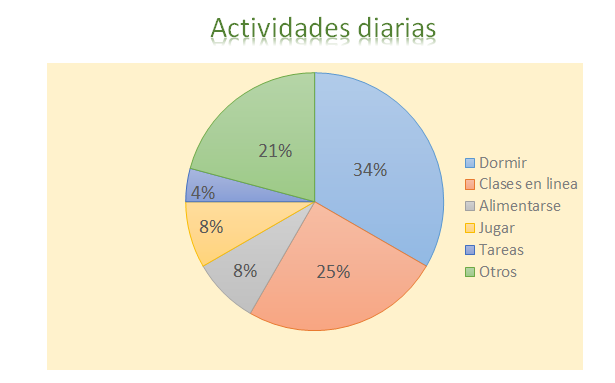 Actividades diarias
21%
34%
4%
8%
8%
25%
Dormir
Clases en linea
Alimentarse
Jugar
Tareas
Otros